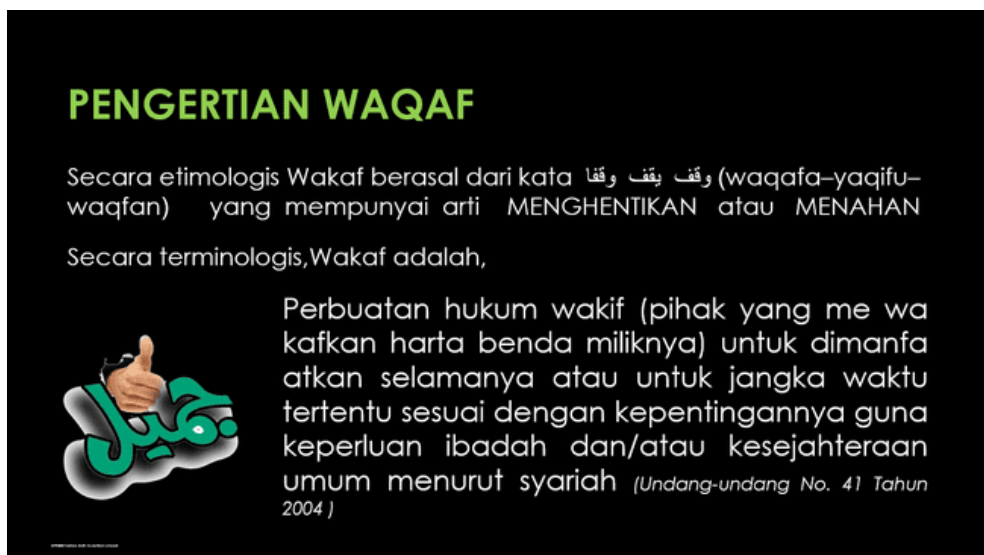 PENGERTIAN WAQAF
Secara etimologis Wakaf berasal dari kata وقف يقف وقفا (waqafa–yaqifu–
waqfan) yang mempunyai arti MENGHENTIKAN atau MENAHAN
Secara terminologis,Wakaf adalah,
Perbuatan hukum wakif (pihak yang me wa
kafkan harta benda miliknya) untuk dimanfa
atkan selamanya atau untuk jangka waktu
tertentu sesuai dengan kepentingannya guna
keperluan ibadah dan/atau kesejahteraan
umum menurut syariah (Undang-undang No. 41 Tahun
2004 )
جميل